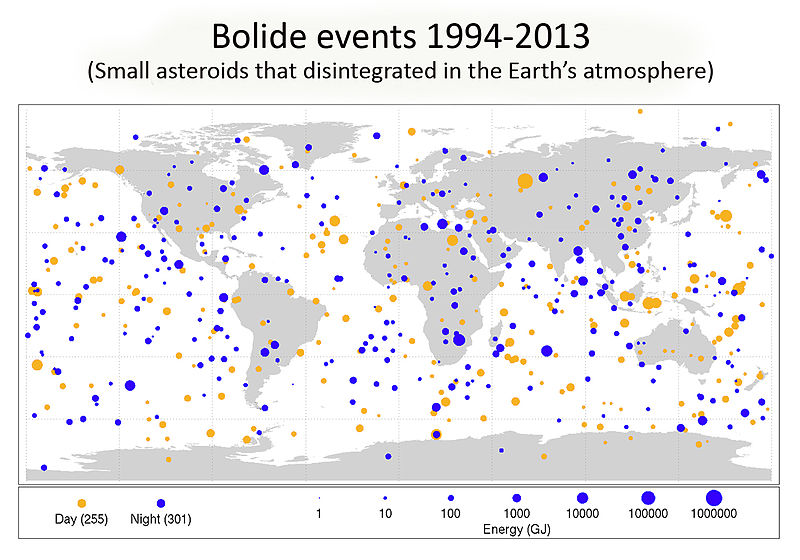 Bolide events 1994-2013
(Small asteroids that disintegrated in the Earth's atmosphere)
Day (255)
Night (301)
1 10 100 1000 10000 100000 1000000
Energy (GJ)